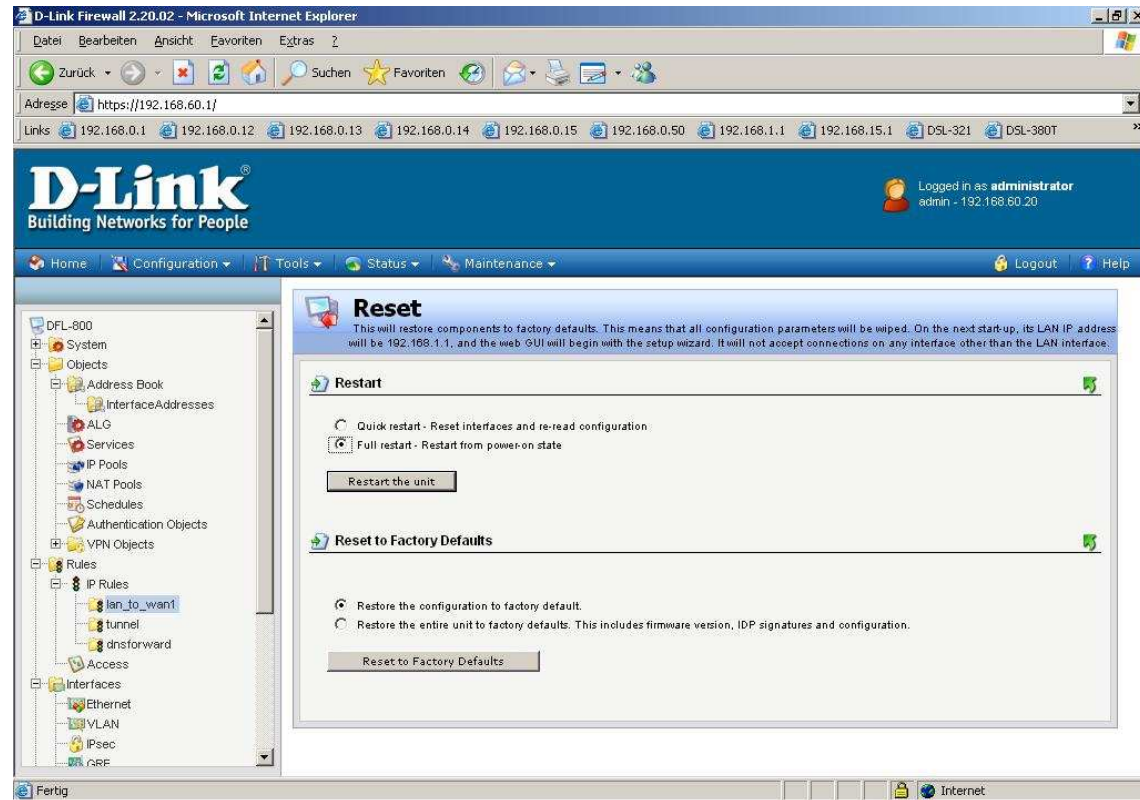 D-Link Firewall 2.20.02 - Microsoft Internet Explorer
Datei Bearbeiten Ansicht Favoriten Extras ?
Zurück Suchen Favoriten
Adresse https://192.168.60.1/
Links 192.168.0.1 192.168.0.12 192.168.0.13 192.168.0.14 192.168.0.15 192.168.0.50 192.168.1.1 192.168.15.1 DSL-321 DSL-380T »
D-Link®
Building Networks for People
Logged in as administrator
admin - 192.168.60.20
Home Configuration Tools Status Maintenance Logout Help
DFL-800
System
Objects
Address Book
InterfaceAddresses
ALG
Services
IP Pools
NAT Pools
Schedules
Authentication Objects
VPN Objects
Rules
IP Rules
lan_to_wan1
tunnel
dnsforward
Access
Interfaces
Ethernet
VLAN
IPsec
GRE
Reset
This will restore components to factory defaults. This means that all configuration parameters will be wiped. On the next start-up, its LAN IP address
will be 192.168.1.1, and the web GUI will begin with the setup wizard. It will not accept connections on any interface other than the LAN interface.
Restart
Quick restart - Reset interfaces and re-read configuration
Full restart - Restart from power-on state
Restart the unit
Reset to Factory Defaults
Restore the configuration to factory default.
Restore the entire unit to factory defaults. This includes firmware version, IDP signatures and configuration.
Reset to Factory Defaults
Fertig Internet